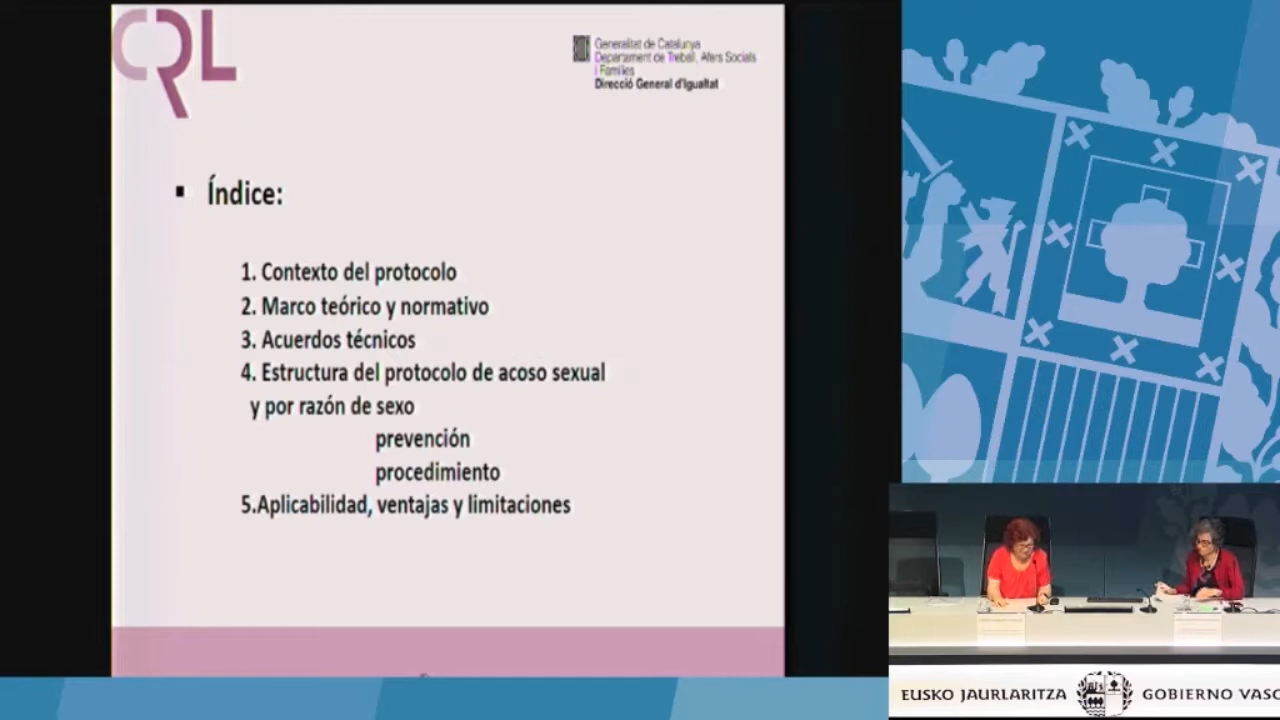 CRL
Generalitat de Catalunya
Departament de Treball, Afers Socials
i Famílies
Direcció General d'Igualtat
▪ Índice:
1. Contexto del protocolo
2. Marco teórico y normativo
3. Acuerdos técnicos
4. Estructura del protocolo de acoso sexual
y por razón de sexo
prevención
procedimiento
5.Aplicabilidad, ventajas y limitaciones
EUSKO JAURLARITZA GOBIERNO VASC